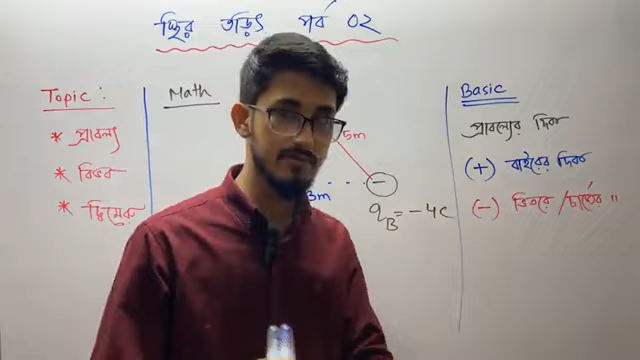 স্থির তড়িৎ পর্ব ০২
Topic :
* প্রাবল্য
* বিভব
* দ্বিমেরু
Math
5m
3m
−
q_B = −4c
Basic
প্রাবল্যের দিক
(+) বাইরের দিক
(−) ভিতরে / চার্জের "